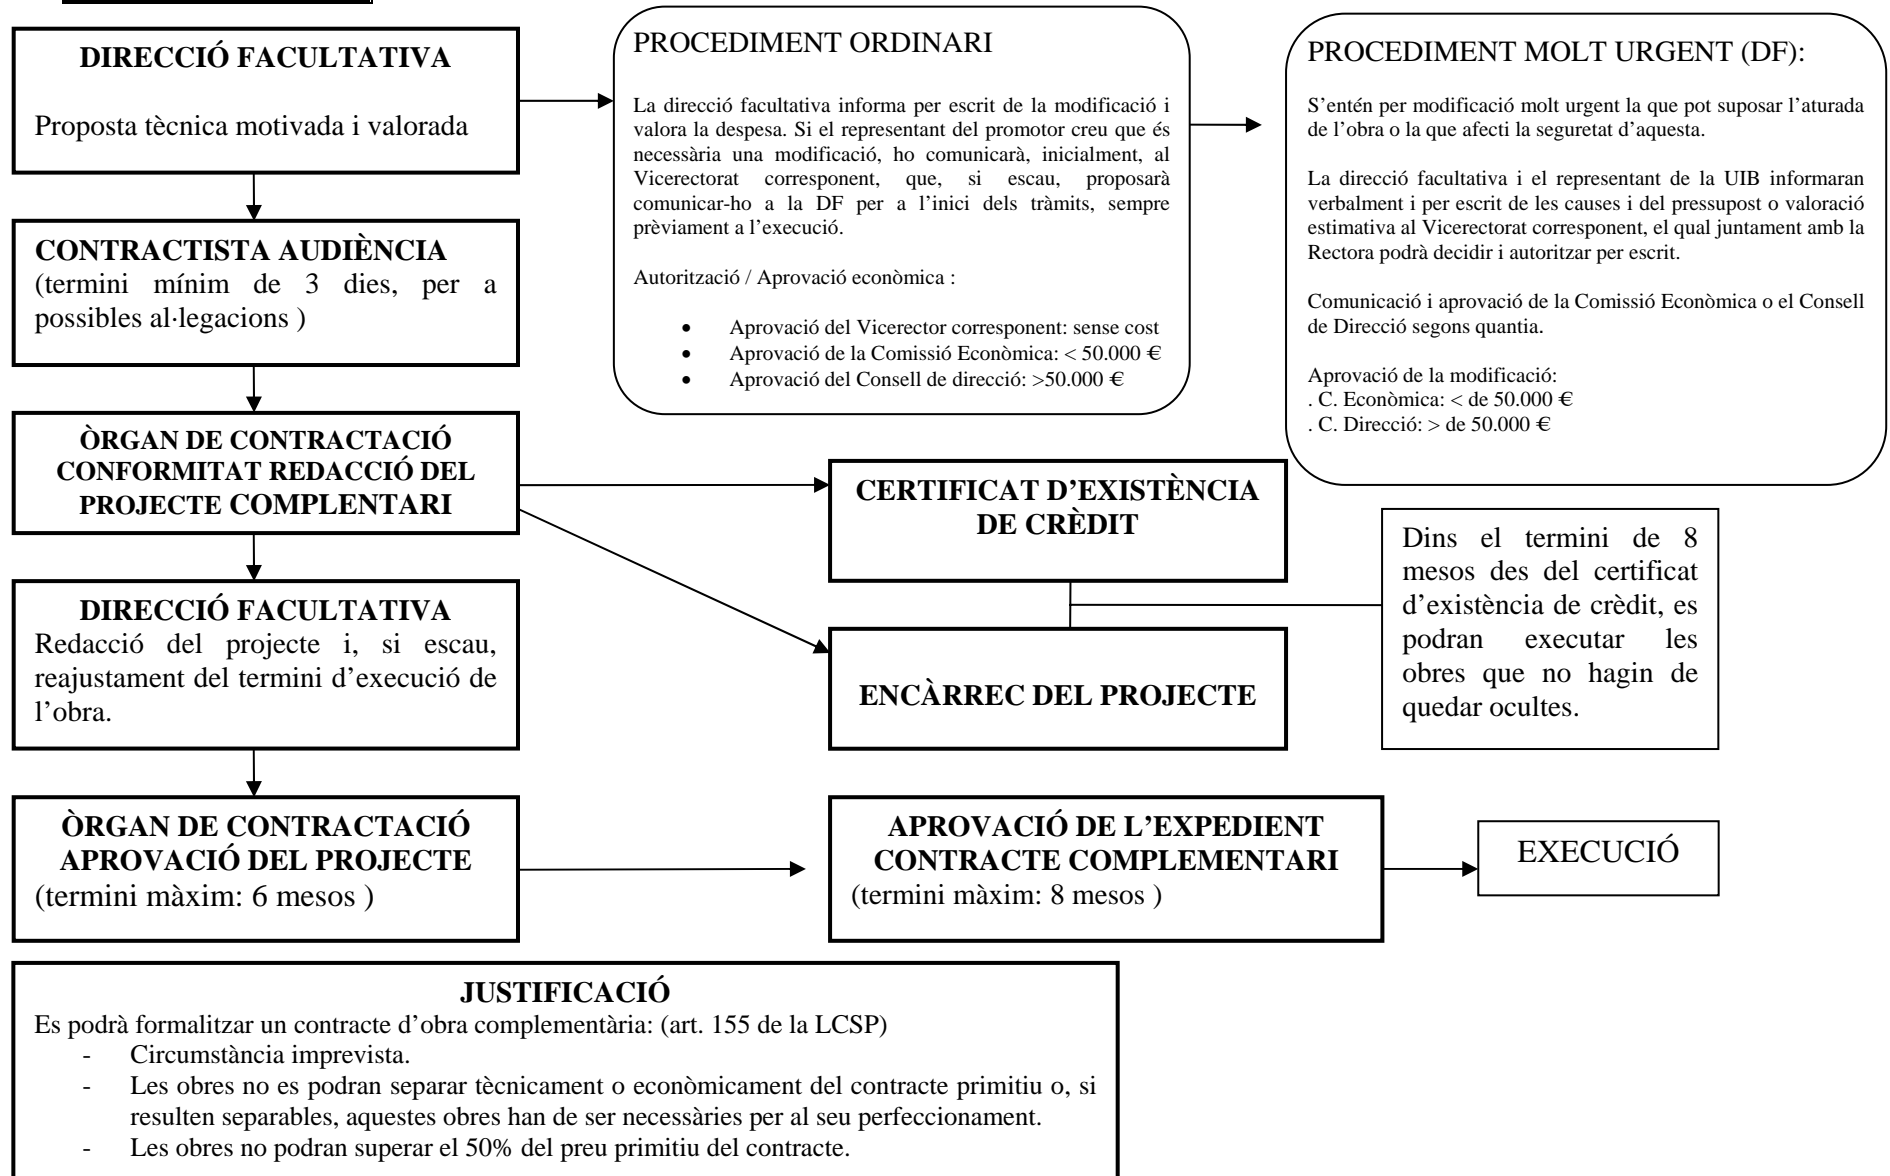 DIRECCIÓ FACULTATIVA
Proposta tècnica motivada i valorada
PROCEDIMENT ORDINARI
La direcció facultativa informa per escrit de la modificació i
valora la despesa. Si el representant del promotor creu que és
necessària una modificació, ho comunicarà, inicialment, al
Vicerectorat corresponent, que, si escau, proposarà
comunicar-ho a la DF per a l’inici dels tràmits, sempre
prèviament a l’execució.
Autorització / Aprovació econòmica :
• Aprovació del Vicerector corresponent: sense cost
• Aprovació de la Comissió Econòmica: < 50.000 €
• Aprovació del Consell de direcció: >50.000 €
PROCEDIMENT MOLT URGENT (DF):
S’entén per modificació molt urgent la que pot suposar l’aturada
de l’obra o la que afecti la seguretat d’aquesta.
La direcció facultativa i el representant de la UIB informaran
verbalment i per escrit de les causes i del pressupost o valoració
estimativa al Vicerectorat corresponent, el qual juntament amb la
Rectora podrà decidir i autoritzar per escrit.
Comunicació i aprovació de la Comissió Econòmica o el Consell
de Direcció segons quantia.
Aprovació de la modificació:
. C. Econòmica: < de 50.000 €
. C. Direcció: > de 50.000 €
CONTRACTISTA AUDIÈNCIA
(termini mínim de 3 dies, per a
possibles al·legacions )
ÒRGAN DE CONTRACTACIÓ
CONFORMITAT REDACCIÓ DEL
PROJECTE COMPLENTARI
CERTIFICAT D’EXISTÈNCIA
DE CRÈDIT
Dins el termini de 8
mesos des del certificat
d’existència de crèdit, es
podran executar les
obres que no hagin de
quedar ocultes.
DIRECCIÓ FACULTATIVA
Redacció del projecte i, si escau,
reajustament del termini d’execució de
l’obra.
ENCÀRREC DEL PROJECTE
ÒRGAN DE CONTRACTACIÓ
APROVACIÓ DEL PROJECTE
(termini màxim: 6 mesos )
APROVACIÓ DE L’EXPEDIENT
CONTRACTE COMPLEMENTARI
(termini màxim: 8 mesos )
EXECUCIÓ
JUSTIFICACIÓ
Es podrà formalitzar un contracte d’obra complementària: (art. 155 de la LCSP)
- Circumstància imprevista.
- Les obres no es podran separar tècnicament o econòmicament del contracte primitiu o, si
resulten separables, aquestes obres han de ser necessàries per al seu perfeccionament.
- Les obres no podran superar el 50% del preu primitiu del contracte.